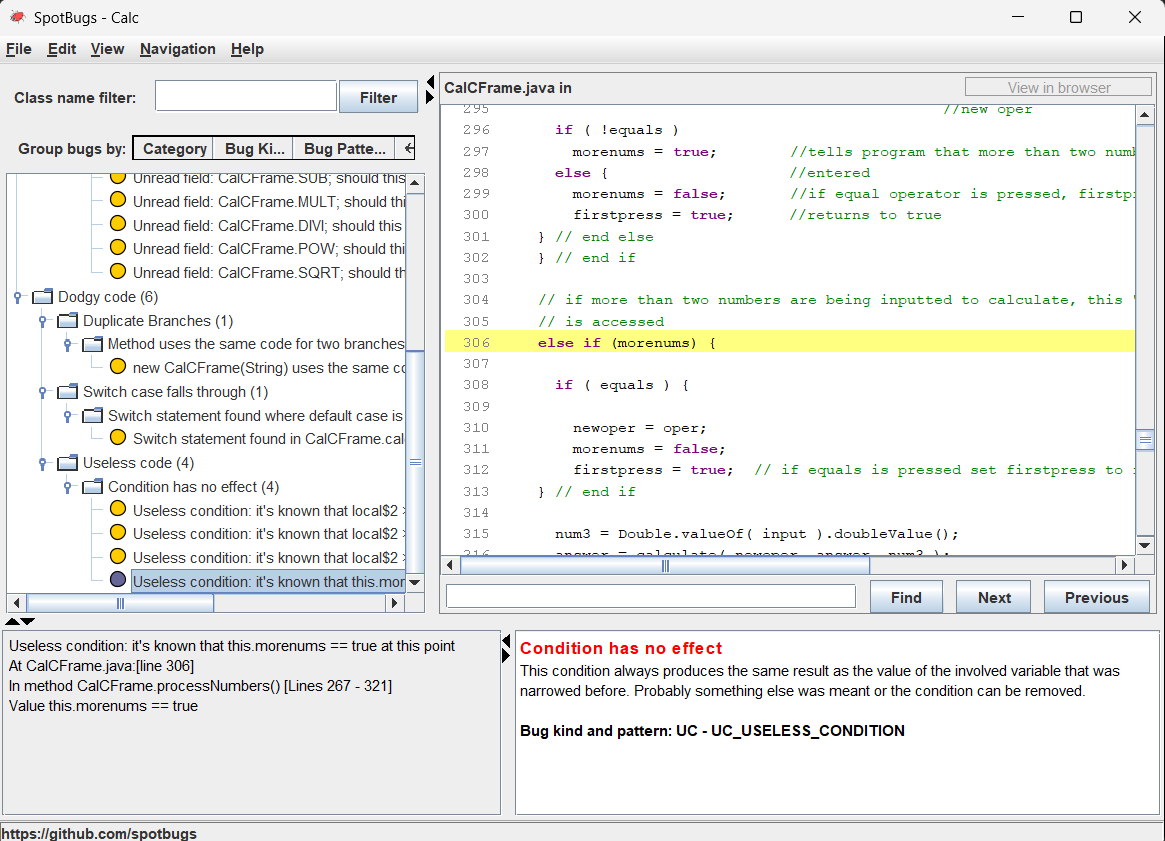 SpotBugs - Calc
File Edit View Navigation Help
Class name filter:
Filter
Group bugs by:
Category
Bug Ki...
Bug Patte...
Unread field: CalCFrame.SUB; should this
Unread field: CalCFrame.MULT; should thi
Unread field: CalCFrame.DIVI; should this
Unread field: CalCFrame.POW; should thi
Unread field: CalCFrame.SQRT; should th
Dodgy code (6)
Duplicate Branches (1)
Method uses the same code for two branches
new CalCFrame(String) uses the same co
Switch case falls through (1)
Switch statement found where default case is
Switch statement found in CalCFrame.cal
Useless code (4)
Condition has no effect (4)
Useless condition: it's known that local$2 >
Useless condition: it's known that local$2 >
Useless condition: it's known that local$2 >
Useless condition: it's known that this.mor
CalCFrame.java in
View in browser
295 //new oper
296 if ( !equals )
297 morenums = true; //tells program that more than two numb
298 else { //entered
299 morenums = false; //if equal operator is pressed, firstp
300 firstpress = true; //returns to true
301 } // end else
302 } // end if
303
304 // if more than two numbers are being inputted to calculate, this
305 // is accessed
306 else if (morenums) {
307
308 if ( equals ) {
309
310 newoper = oper;
311 morenums = false;
312 firstpress = true; // if equals is pressed set firstpress to
313 } // end if
314
315 num3 = Double.valueOf( input ).doubleValue();
316 answer = calculate( newoper, answer, num3 );
Find
Next
Previous
Useless condition: it's known that this.morenums == true at this point
At CalCFrame.java:[line 306]
In method CalCFrame.processNumbers() [Lines 267 - 321]
Value this.morenums == true
Condition has no effect
This condition always produces the same result as the value of the involved variable that was
narrowed before. Probably something else was meant or the condition can be removed.
Bug kind and pattern: UC - UC_USELESS_CONDITION
https://github.com/spotbugs